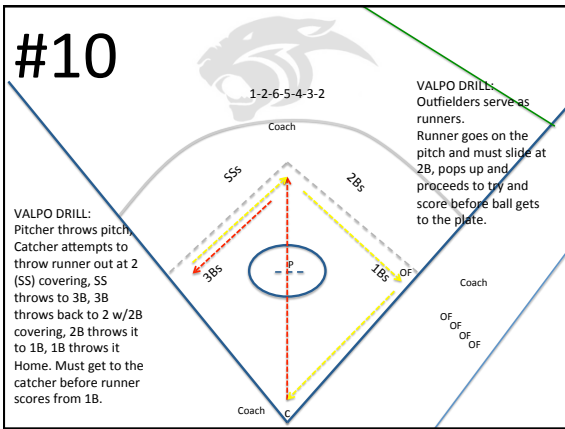 #10
1-2-6-5-4-3-2
Coach
VALPO DRILL:
Outfielders serve as
runners.
Runner goes on the
pitch and must slide at
2B, pops up and
proceeds to try and
score before ball gets
to the plate.
SSs
2Bs
VALPO DRILL:
Pitcher throws pitch,
Catcher attempts to
throw runner out at 2
(SS) covering, SS
throws to 3B, 3B
throws back to 2 w/2B
covering, 2B throws it
to 1B, 1B throws it
Home. Must get to the
catcher before runner
scores from 1B.
3Bs
P
1Bs
OF
Coach
OF
OF
OF
OF
Coach
C